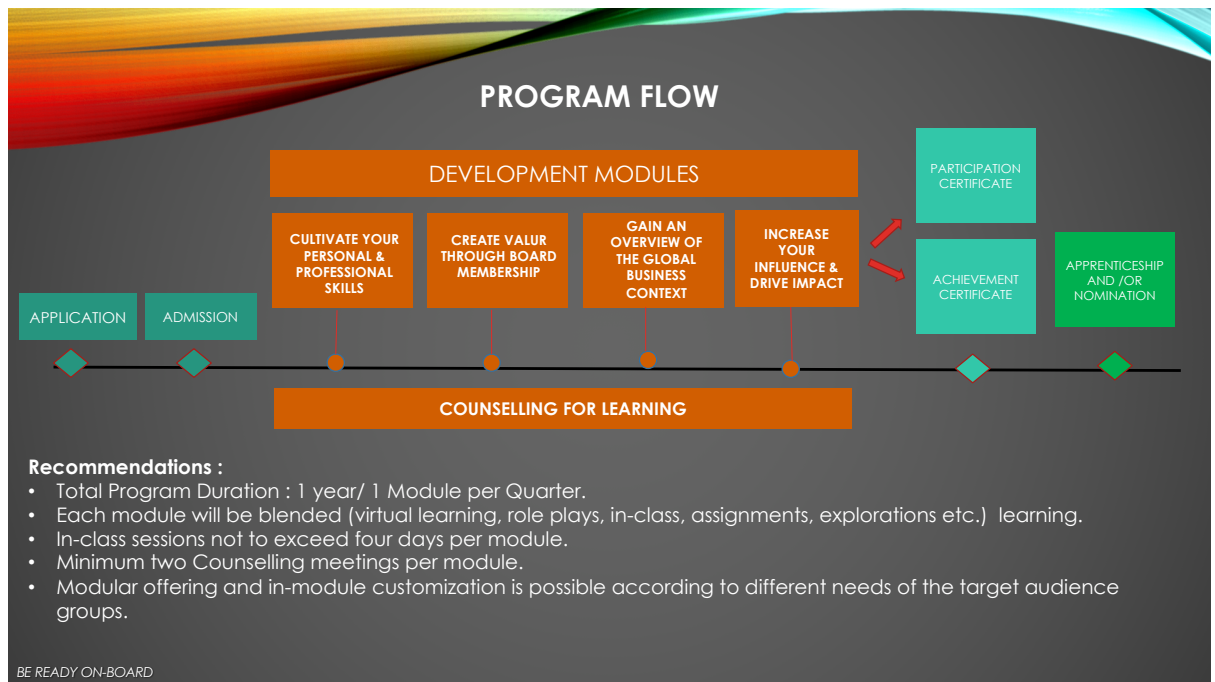 PROGRAM FLOW
DEVELOPMENT MODULES
APPLICATION
ADMISSION
CULTIVATE YOUR
PERSONAL &
PROFESSIONAL
SKILLS
CREATE VALUR
THROUGH BOARD
MEMBERSHIP
GAIN AN
OVERVIEW OF
THE GLOBAL
BUSINESS
CONTEXT
INCREASE
YOUR
INFLUENCE &
DRIVE IMPACT
PARTICIPATION
CERTIFICATE
ACHIEVEMENT
CERTIFICATE
APPRENTICESHIP
AND /OR
NOMINATION
COUNSELLING FOR LEARNING
Recommendations :
• Total Program Duration : 1 year/ 1 Module per Quarter.
• Each module will be blended (virtual learning, role plays, in-class, assignments, explorations etc.) learning.
• In-class sessions not to exceed four days per module.
• Minimum two Counselling meetings per module.
• Modular offering and in-module customization is possible according to different needs of the target audience
groups.
BE READY ON-BOARD